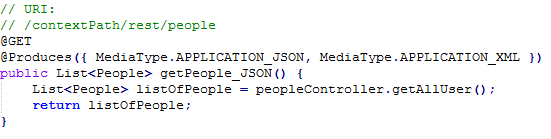 // URI:
// /contextPath/rest/people
@GET
@Produces({ MediaType.APPLICATION_JSON, MediaType.APPLICATION_XML })
public List<People> getPeople_JSON() {
    List<People> listOfPeople = peopleController.getAllUser();
    return listOfPeople;
}